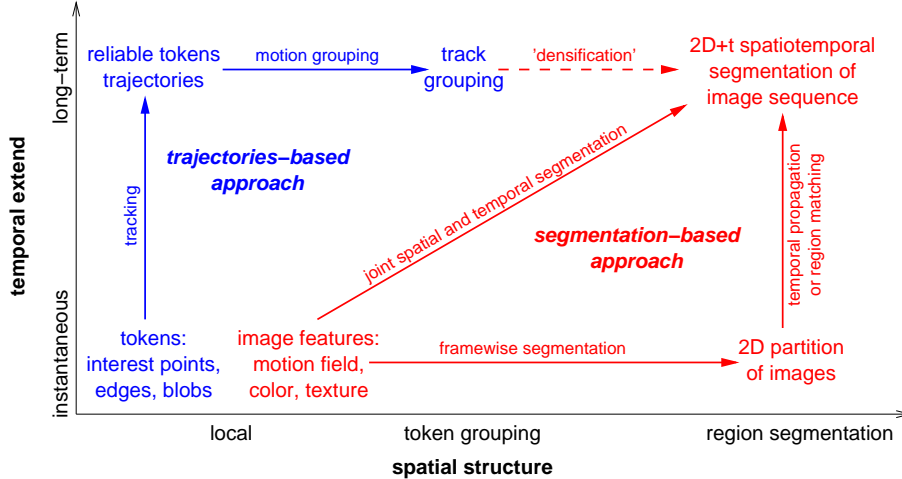 reliable tokens
trajectories
motion grouping
track
grouping
'densification'
2D+t spatiotemporal
segmentation of
image sequence
long-term
temporal extend
instantaneous
tracking
trajectories-based
approach
joint spatial and temporal segmentation
segmentation-based
approach
temporal propagation
or region matching
tokens:
interest points,
edges, blobs
image features:
motion field,
color, texture
framewise segmentation
2D partition
of images
local
token grouping
region segmentation
spatial structure